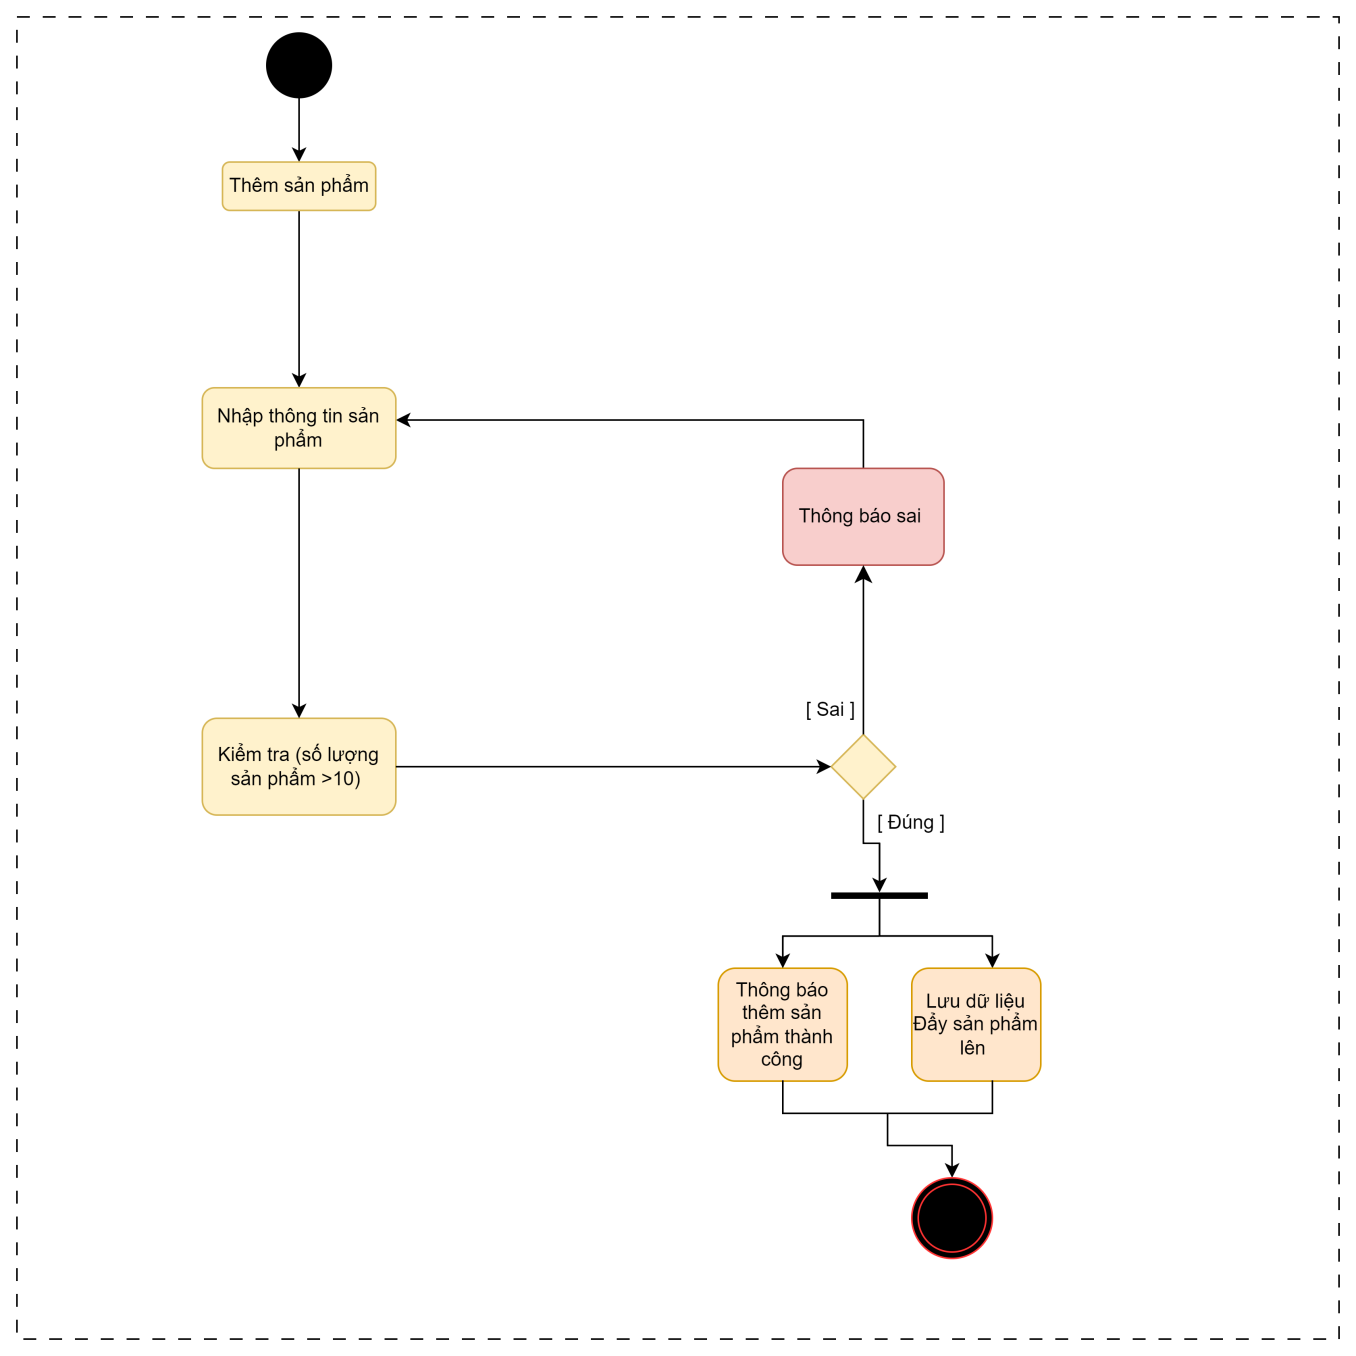 Thêm sản phẩm
Nhập thông tin sản
phẩm
Thông báo sai
[ Sai ]
Kiểm tra (số lượng
sản phẩm >10)
[ Đúng ]
Thông báo
thêm sản
phẩm thành
công
Lưu dữ liệu
Đẩy sản phẩm
lên